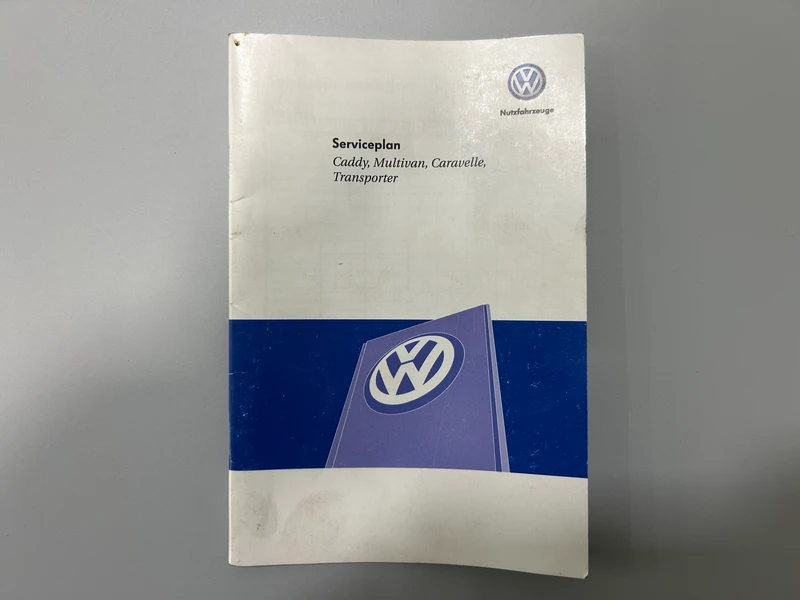 Nutzfahrzeuge
Serviceplan
Caddy, Multivan, Caravelle,
Transporter